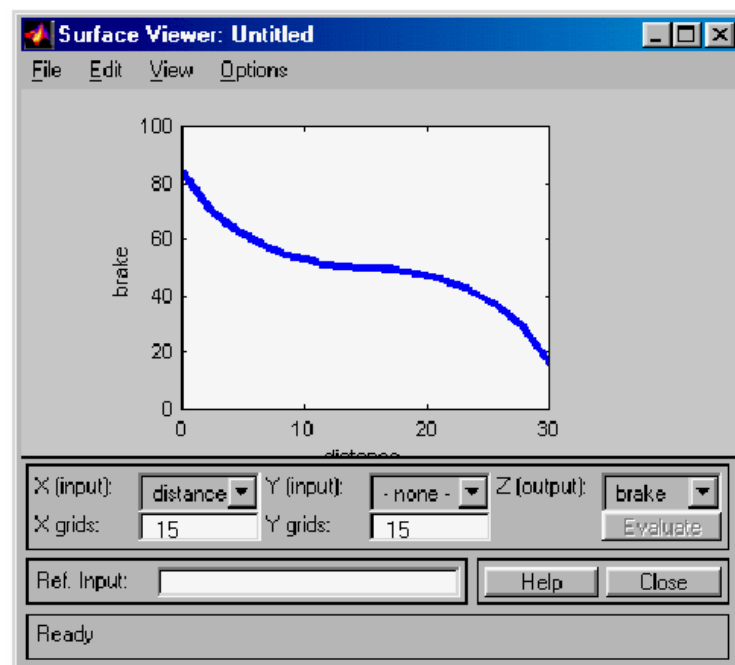 Surface Viewer: Untitled
File Edit View Options
100
80
60
40
20
0
brake
0 10 20 30
distance
X (input): distance Y (input): - none - Z (output): brake
X grids: 15 Y grids: 15 Evaluate
Ref. Input: Help Close
Ready